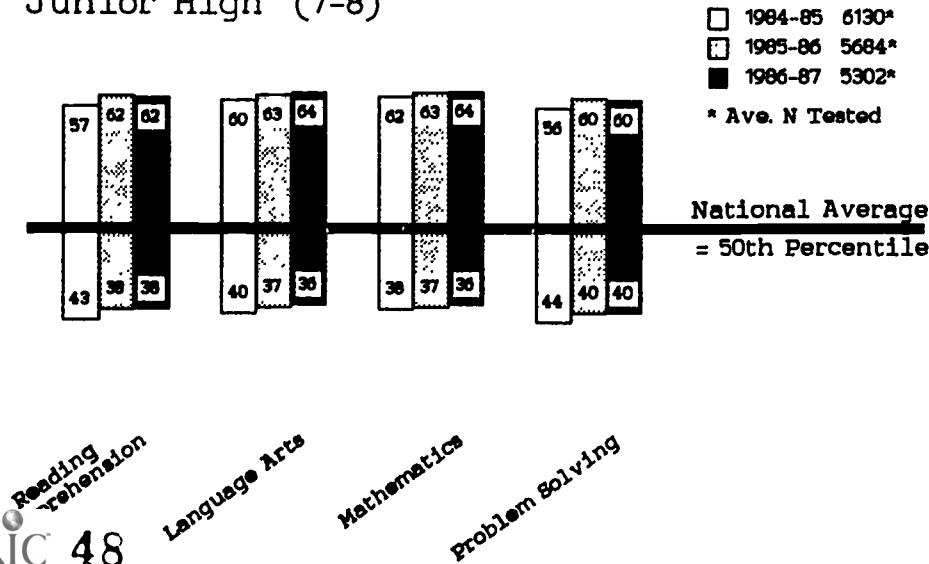 Junior High (7-8)
1984-85 6130*
1985-86 5684*
1986-87 5302*
* Ave. N Tested
57 62 62 60 63 64 62 63 64 56 60 60
National Average
= 50th Percentile
43 38 38 40 37 36 38 37 36 44 40 40
Reading
prehension
Language Arts
Mathematics
Problem Solving
IC 48